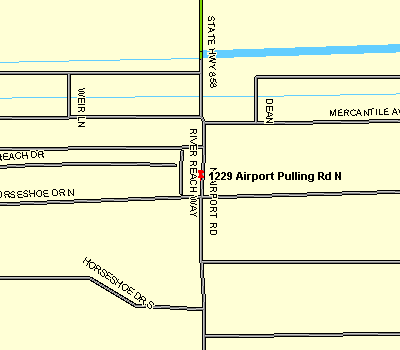 STATE HWY 858
WEIR LN
DEAN
MERCANTILE AV
REACH DR
RIVER REACH WAY
N AIRPORT RD
1229 Airport Pulling Rd N
ORSESHOE DR N
HORSESHOE DR S